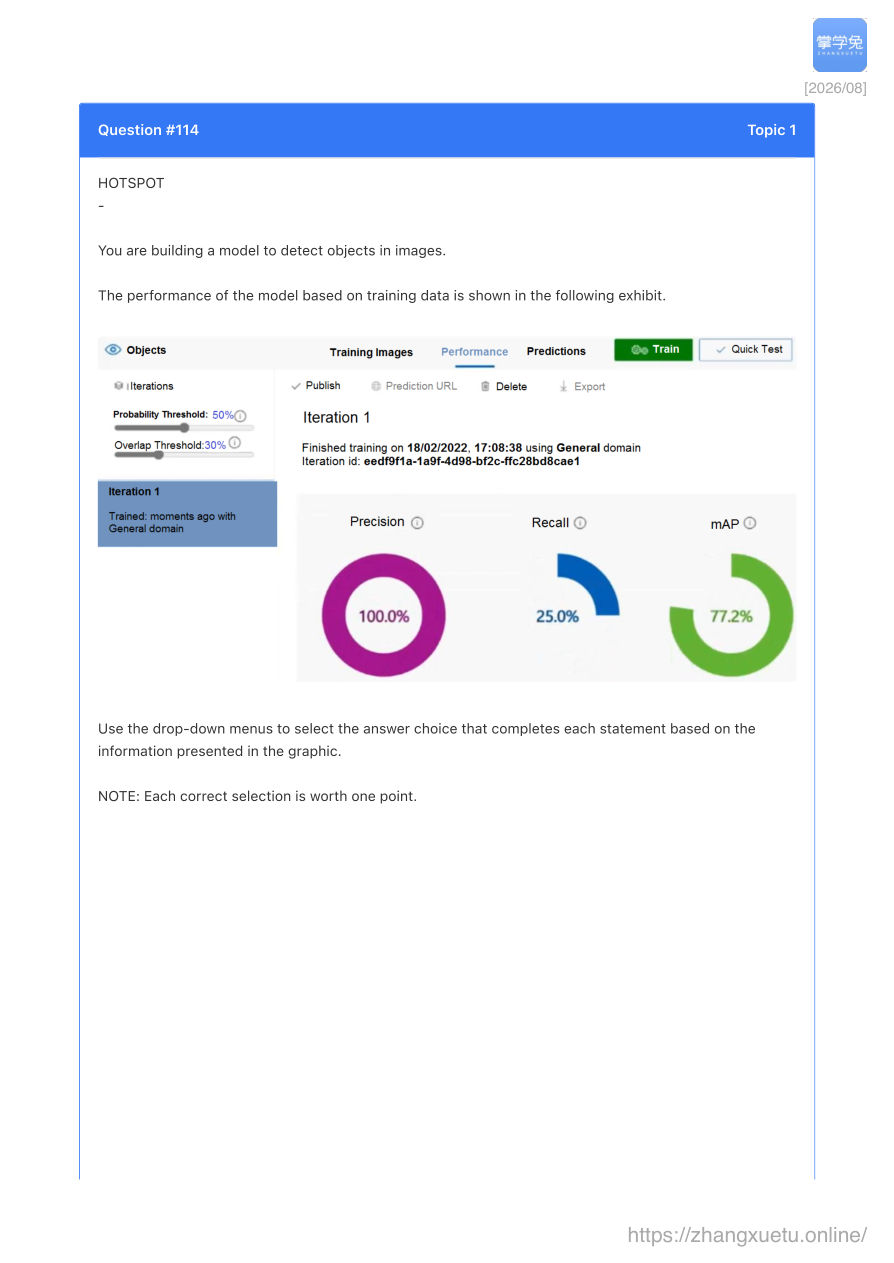 掌学兔
ZHANGXUETU
[2026/08]
Question #114 Topic 1
HOTSPOT
-
You are building a model to detect objects in images.
The performance of the model based on training data is shown in the following exhibit.
Objects Training Images Performance Predictions Train Quick Test
Iterations Publish Prediction URL Delete Export
Probability Threshold: 50%
Overlap Threshold:30%
Iteration 1
Finished training on 18/02/2022, 17:08:38 using General domain
Iteration id: eedf9f1a-1a9f-4d98-bf2c-ffc28bd8cae1
Iteration 1
Trained: moments ago with
General domain
Precision Recall mAP
100.0% 25.0% 77.2%
Use the drop-down menus to select the answer choice that completes each statement based on the
information presented in the graphic.
NOTE: Each correct selection is worth one point.
https://zhangxuetu.online/